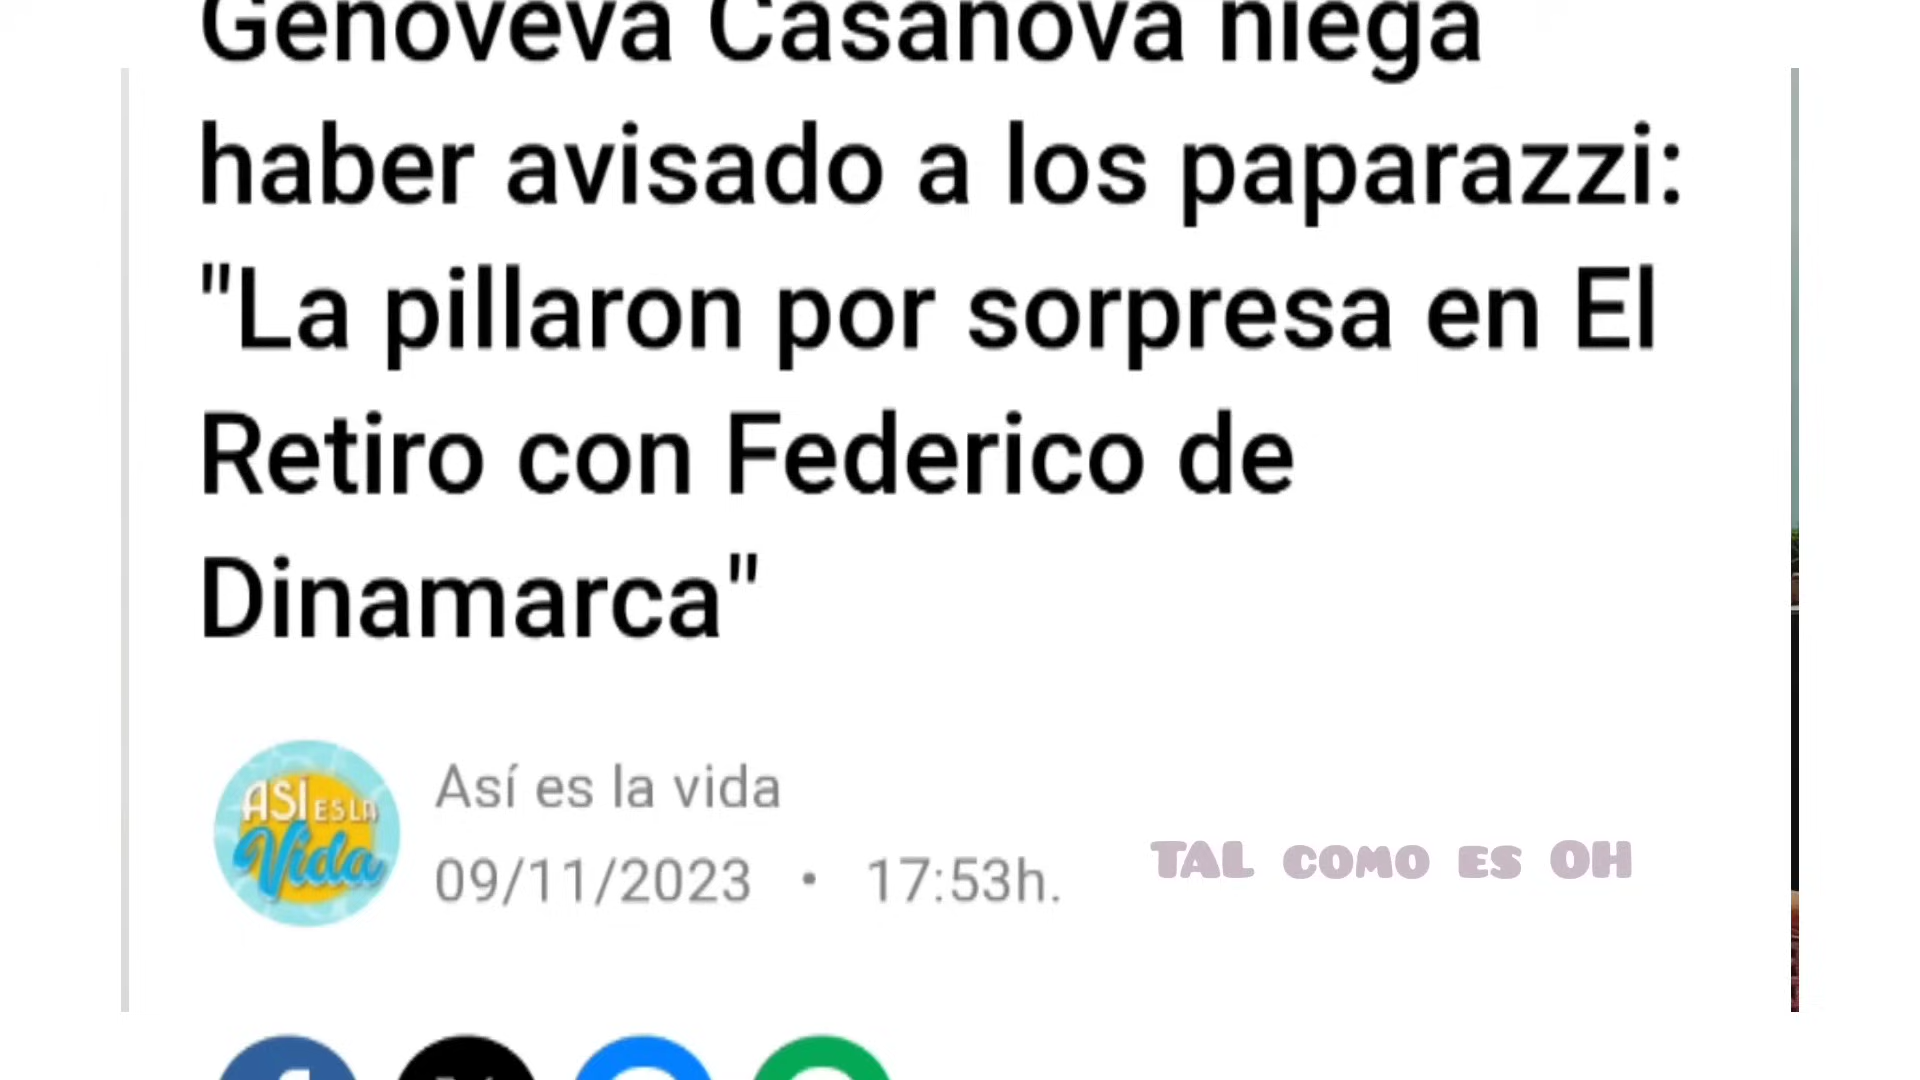 Genoveva Casanova niega
haber avisado a los paparazzi:
"La pillaron por sorpresa en El
Retiro con Federico de
Dinamarca"
ASÍ ES LA
Vida
Así es la vida
09/11/2023 • 17:53h.
TAL COMO ES OH